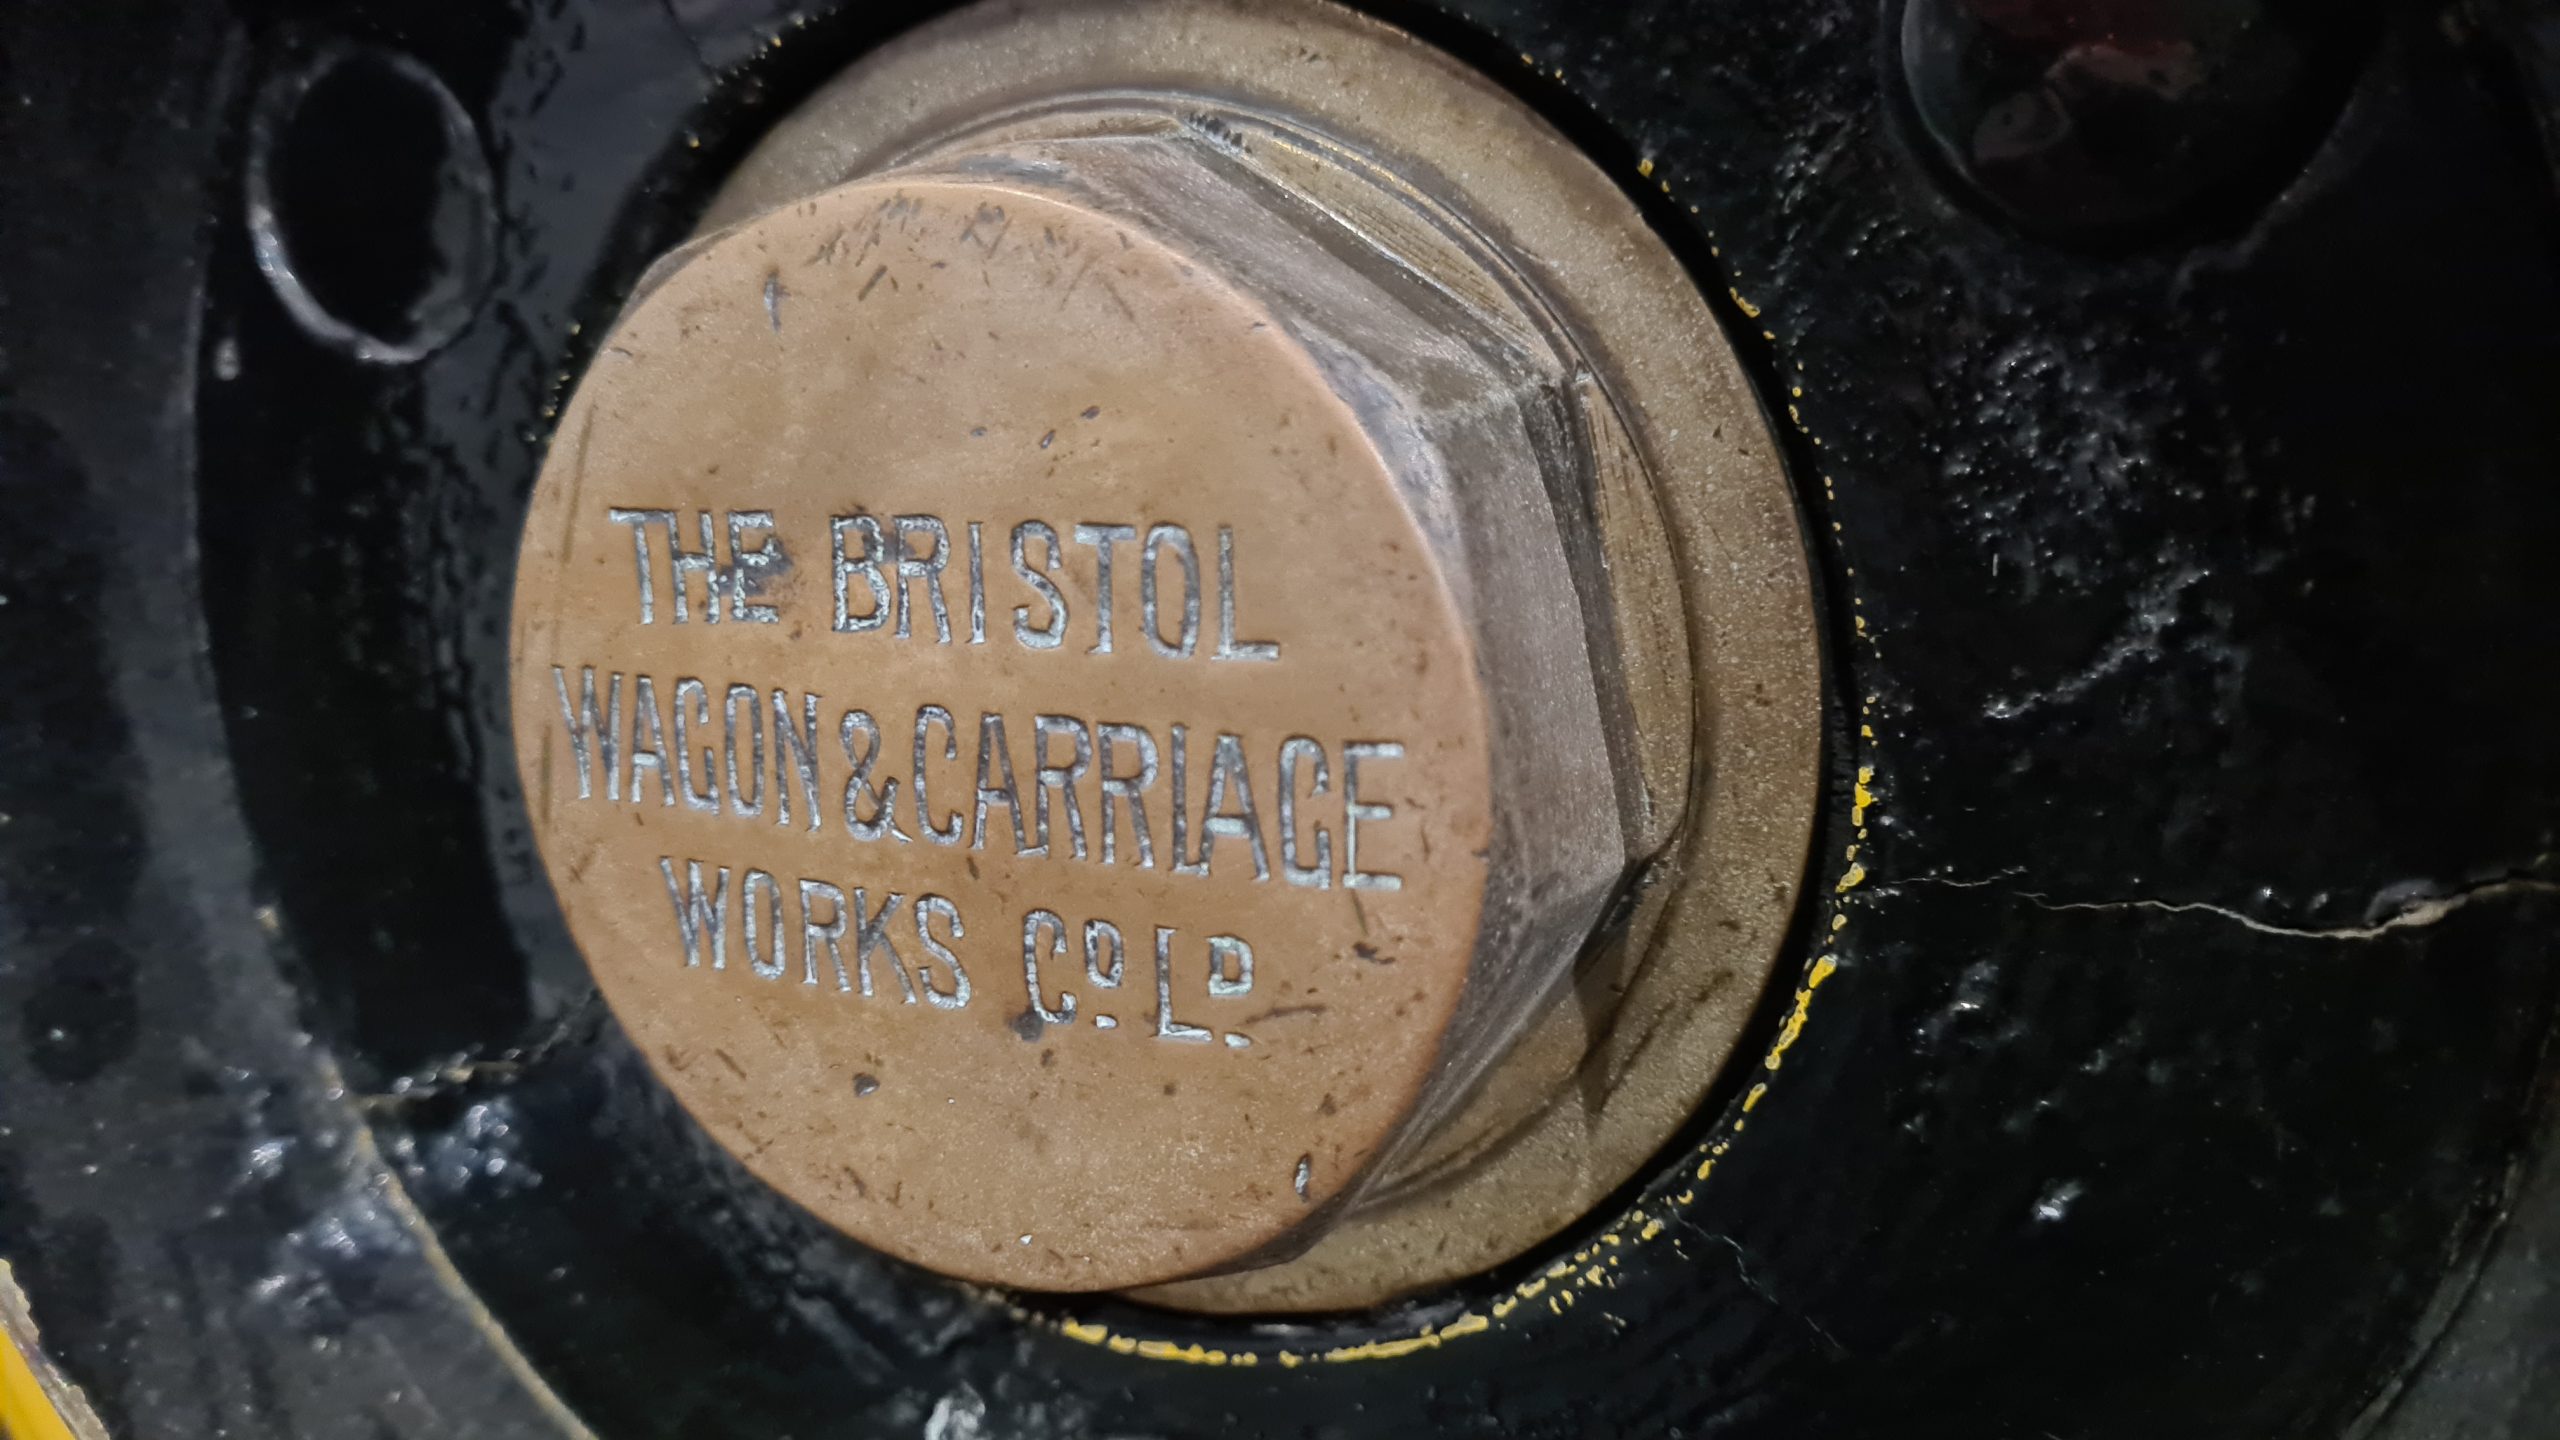 THE BRISTOL
WAGON & CARRIAGE
WORKS Co. LD.